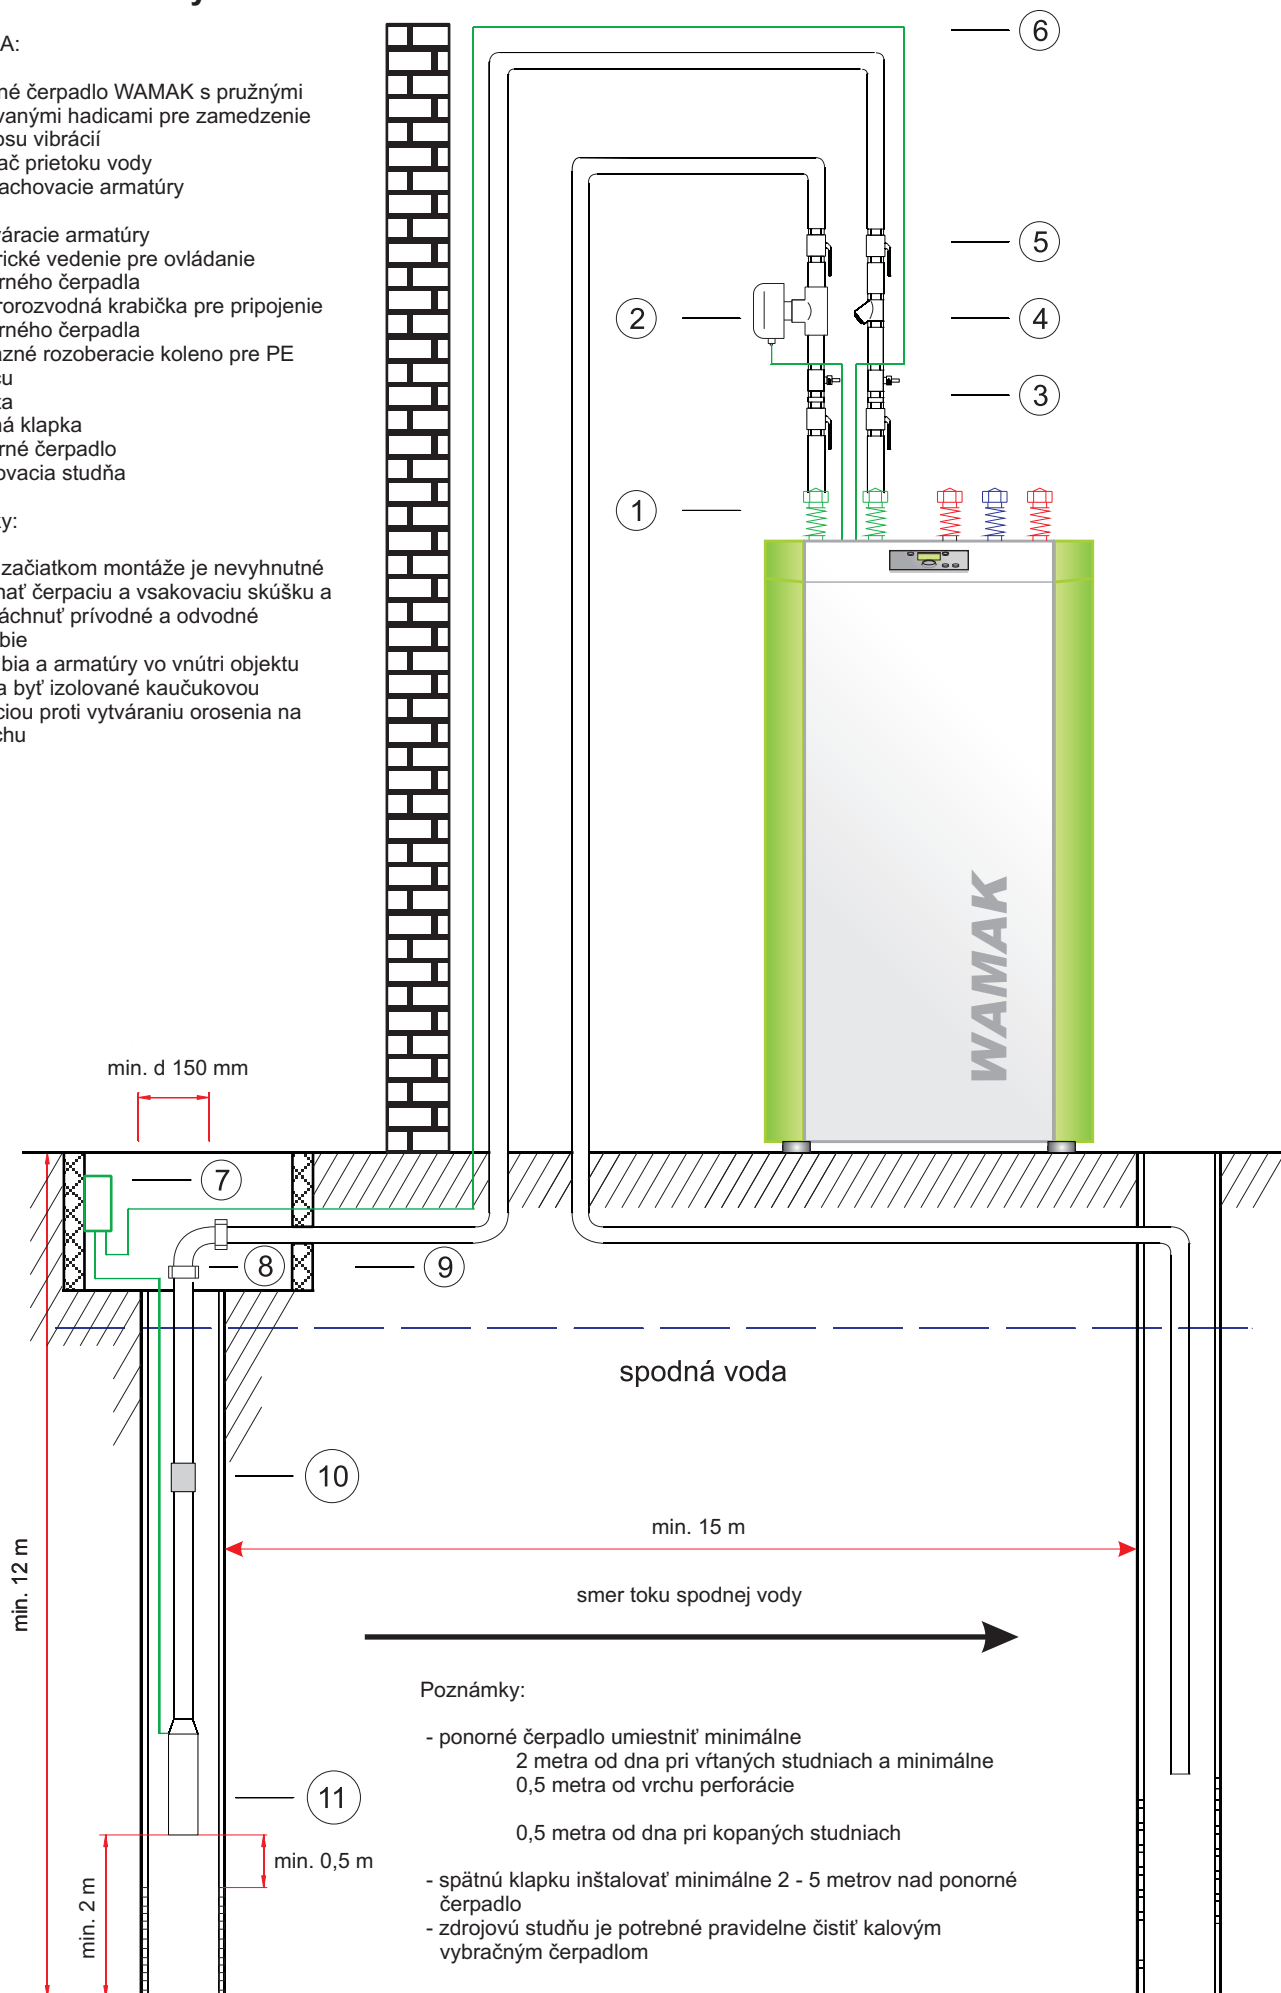 A:
né čerpadlo WAMAK s pružnými
vanými hadicami pre zamedzenie
osu vibrácií
ač prietoku vody
achovacie armatúry
váracie armatúry
rické vedenie pre ovládanie
rného čerpadla
rorozvodná krabička pre pripojenie
rného čerpadla
azné rozoberacie koleno pre PE
cu
ta
ná klapka
rné čerpadlo
ovacia studňa
ky:
začiatkom montáže je nevyhnutné
nať čerpaciu a vsakovaciu skúšku a
áchnuť prívodné a odvodné
bie
bia a armatúry vo vnútri objektu
a byť izolované kaučukovou
ciou proti vytváraniu orosenia na
chu
6
5
2
4
3
1
WAMAK
min. d 150 mm
7
8
9
spodná voda
10
min. 12 m
min. 15 m
smer toku spodnej vody
Poznámky:
- ponorné čerpadlo umiestniť minimálne
2 metra od dna pri vŕtaných studniach a minimálne
0,5 metra od vrchu perforácie
0,5 metra od dna pri kopaných studniach
- spätnú klapku inštalovať minimálne 2 - 5 metrov nad ponorné
čerpadlo
- zdrojovú studňu je potrebné pravidelne čistiť kalovým
vybračným čerpadlom
11
min. 0,5 m
min. 2 m